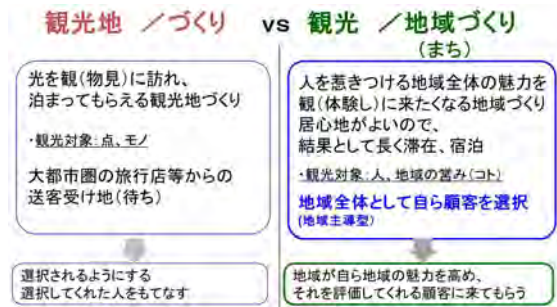 観光地 ／づくり vs 観光 ／地域づくり
(まち)
光を観(物見)に訪れ、
泊まってもらえる観光地づくり
・観光対象:点、モノ
大都市圏の旅行店等からの
送客受け地(待ち)
選択されるようにする
選択してくれた人をもてなす
人を惹きつける地域全体の魅力を
観(体験し)に来たくなる地域づくり
居心地がよいので、
結果として長く滞在、宿泊
・観光対象:人、地域の営み(コト)
地域全体として自ら顧客を選択
(地域主導型)
地域が自ら地域の魅力を高め、
それを評価してくれる顧客に来てもらう